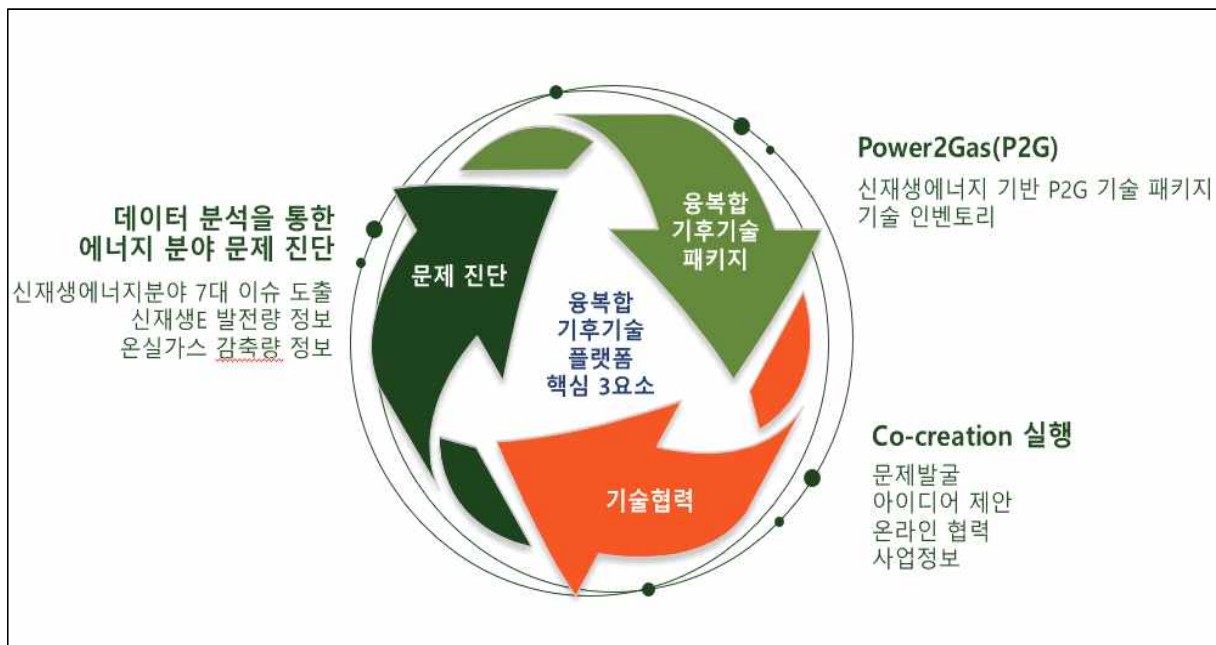 데이터 분석을 통한
에너지 분야 문제 진단
신재생에너지분야 7대 이슈 도출
신재생E 발전량 정보
온실가스 감축량 정보
문제 진단
융복합
기후기술
패키지
융복합
기후기술
플랫폼
핵심 3요소
기술협력
Power2Gas(P2G)
신재생에너지 기반 P2G 기술 패키지
기술 인벤토리
Co-creation 실행
문제발굴
아이디어 제안
온라인 협력
사업정보